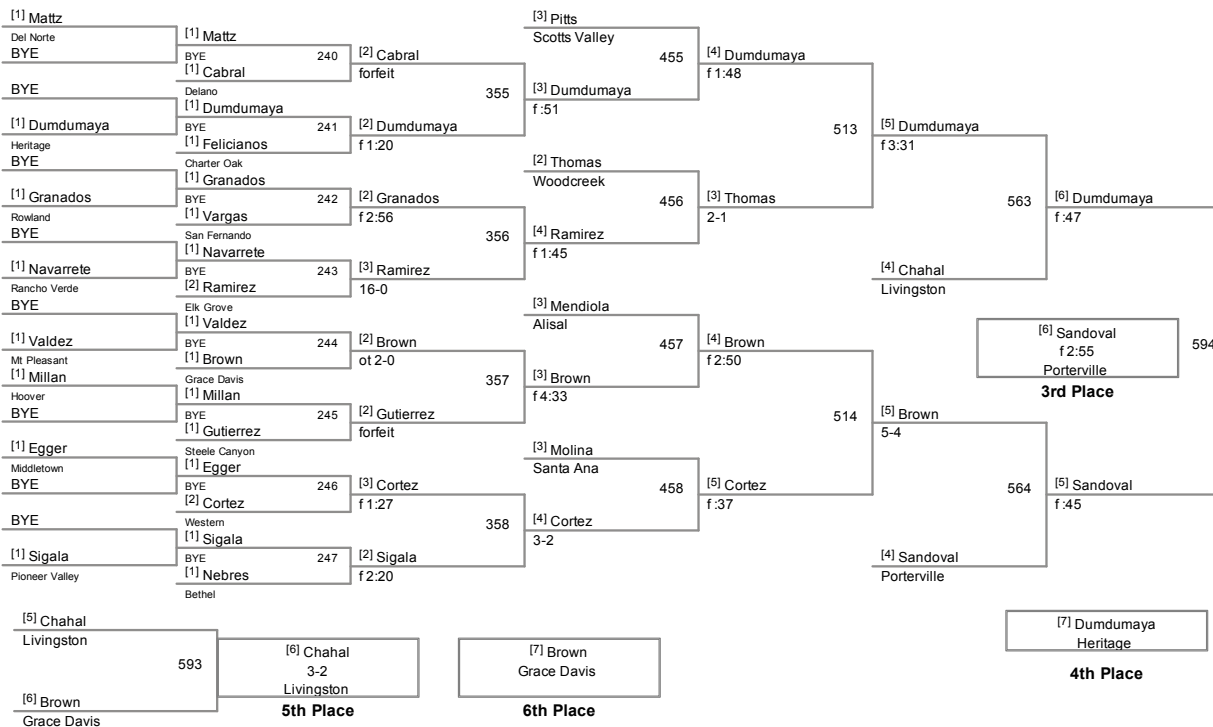 [1] Mattz
Del Norte
BYE
BYE
[1] Dumdumaya
Heritage
BYE
[1] Granados
Rowland
BYE
[1] Navarrete
Rancho Verde
BYE
[1] Valdez
Mt Pleasant
[1] Millan
Hoover
BYE
[1] Egger
Middletown
BYE
BYE
[1] Sigala
Pioneer Valley
[1] Mattz
BYE 240
[1] Cabral
Delano
[1] Dumdumaya
BYE 241
[1] Felicianos
Charter Oak
[1] Granados
BYE 242
[1] Vargas
San Fernando
[1] Navarrete
BYE 243
[2] Ramirez
Elk Grove
[1] Valdez
BYE 244
[1] Brown
Grace Davis
[1] Millan
BYE 245
[1] Gutierrez
Steele Canyon
[1] Egger
BYE 246
[2] Cortez
Western
[1] Sigala
BYE 247
[1] Nebres
Bethel
[2] Cabral
forfeit
355
[2] Dumdumaya
f 1:20
[2] Granados
f 2:56
356
[3] Ramirez
16-0
[2] Brown
ot 2-0
357
[2] Gutierrez
forfeit
[3] Cortez
f 1:27
358
[2] Sigala
f 2:20
[3] Pitts
Scotts Valley
455
[3] Dumdumaya
f :51
[2] Thomas
Woodcreek
456
[4] Ramirez
f 1:45
[3] Mendiola
Alisal
457
[3] Brown
f 4:33
[3] Molina
Santa Ana
458
[4] Cortez
3-2
[4] Dumdumaya
f 1:48
513
[3] Thomas
2-1
[4] Brown
f 2:50
514
[5] Cortez
f :37
[5] Dumdumaya
f 3:31
563
[4] Chahal
Livingston
[5] Brown
5-4
564
[4] Sandoval
Porterville
[6] Dumdumaya
f :47
[6] Sandoval
f 2:55
Porterville
594
3rd Place
[5] Sandoval
f :45
[7] Dumdumaya
Heritage
4th Place
[5] Chahal
Livingston
593
[6] Brown
Grace Davis
[6] Chahal
3-2
Livingston
5th Place
[7] Brown
Grace Davis
6th Place